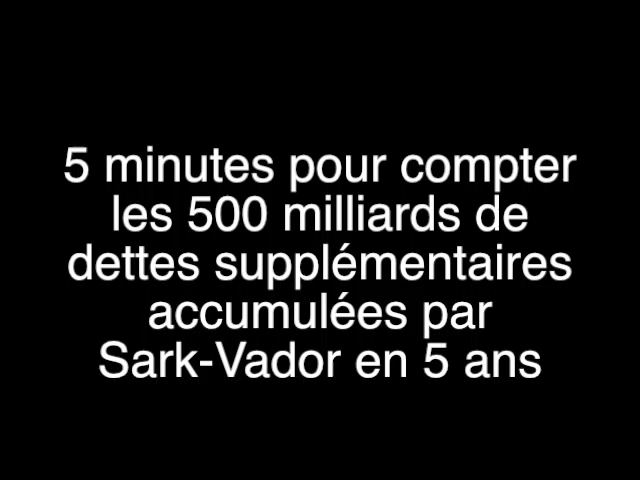 5 minutes pour compter
les 500 milliards de
dettes supplémentaires
accumulées par
Sark-Vador en 5 ans